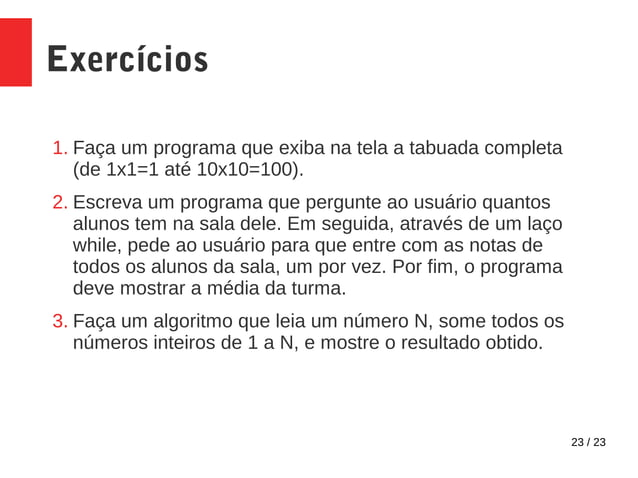 Exercícios
1. Faça um programa que exiba na tela a tabuada completa
(de 1x1=1 até 10x10=100).
2. Escreva um programa que pergunte ao usuário quantos
alunos tem na sala dele. Em seguida, através de um laço
while, pede ao usuário para que entre com as notas de
todos os alunos da sala, um por vez. Por fim, o programa
deve mostrar a média da turma.
3. Faça um algoritmo que leia um número N, some todos os
números inteiros de 1 a N, e mostre o resultado obtido.
23 / 23